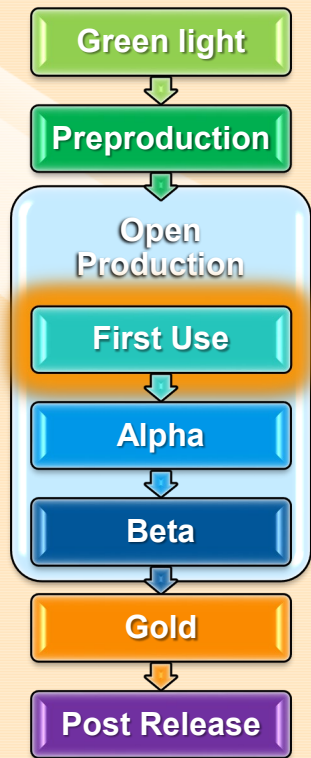 Green light
Preproduction
Open
Production
First Use
Alpha
Beta
Gold
Post Release